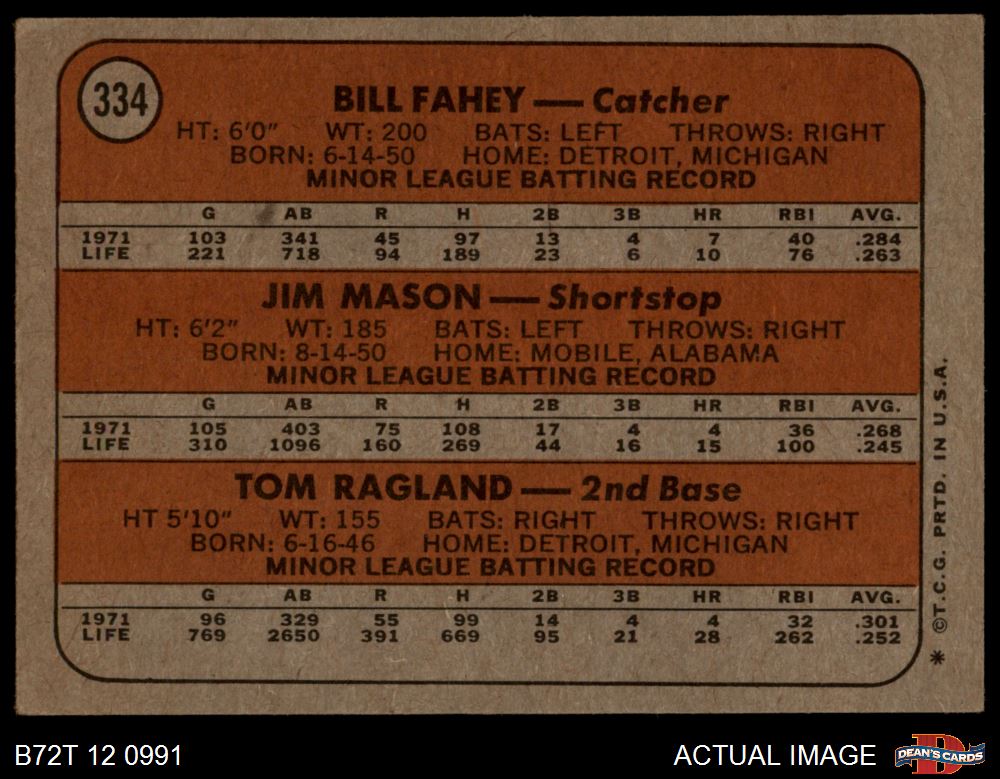 334
BILL FAHEY — Catcher
HT: 6'0" WT: 200 BATS: LEFT THROWS: RIGHT
BORN: 6-14-50 HOME: DETROIT, MICHIGAN
MINOR LEAGUE BATTING RECORD
G AB R H 2B 3B HR RBI AVG.
1971 103 341 45 97 13 4 7 40 .284
LIFE 221 718 94 189 23 6 10 76 .263
JIM MASON — Shortstop
HT: 6'2" WT: 185 BATS: LEFT THROWS: RIGHT
BORN: 8-14-50 HOME: MOBILE, ALABAMA
MINOR LEAGUE BATTING RECORD
G AB R H 2B 3B HR RBI AVG.
1971 105 403 75 108 17 4 4 36 .268
LIFE 310 1096 160 269 44 16 15 100 .245
TOM RAGLAND — 2nd Base
HT 5'10" WT: 155 BATS: RIGHT THROWS: RIGHT
BORN: 6-16-46 HOME: DETROIT, MICHIGAN
MINOR LEAGUE BATTING RECORD
G AB R H 2B 3B HR RBI AVG.
1971 96 329 55 99 14 4 4 32 .301
LIFE 769 2650 391 669 95 21 28 262 .252
* ©T.C.G. PRTD. IN U.S.A.
B72T 12 0991
ACTUAL IMAGE
DEAN'S CARDS